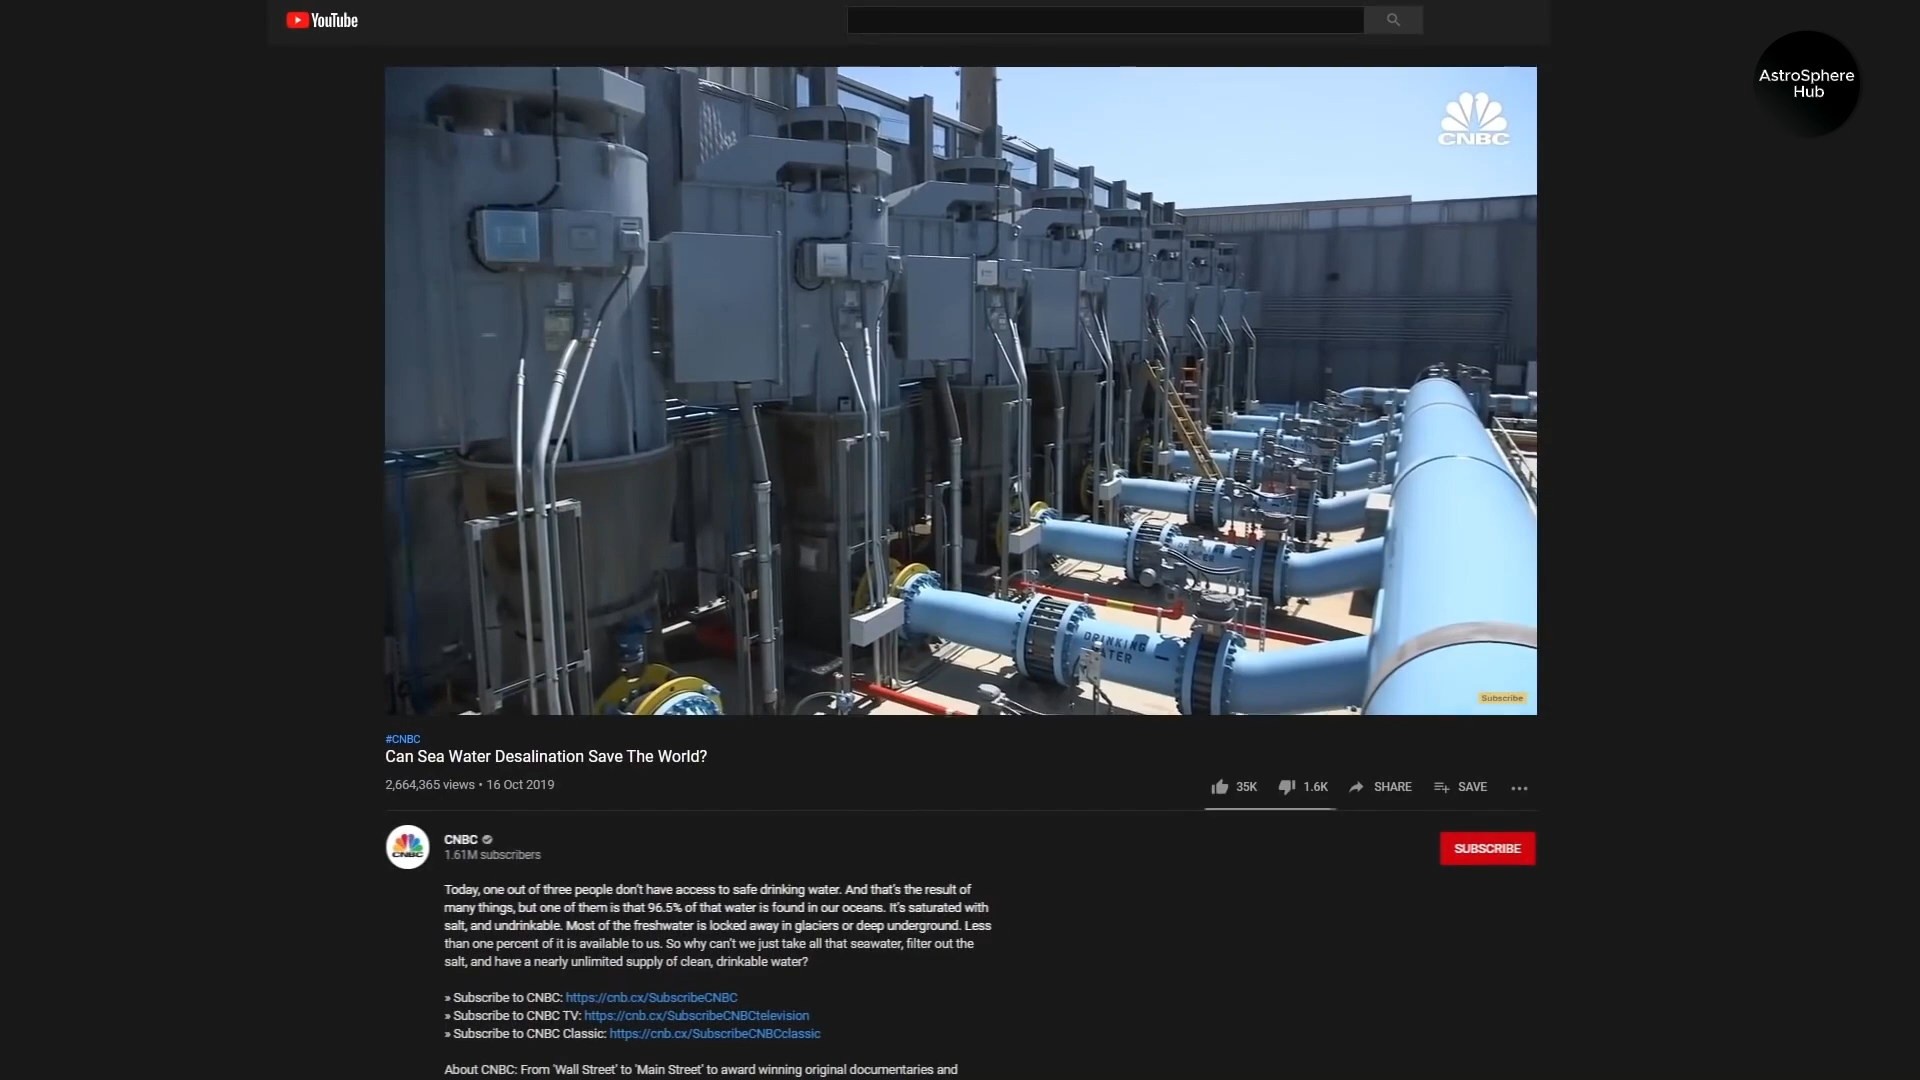 YouTube
AstroSphere
Hub
CNBC
DRINKING
WATER
Subscribe
#CNBC
Can Sea Water Desalination Save The World?
2,664,365 views • 16 Oct 2019
35K
1.6K
SHARE
SAVE
CNBC
CNBC
1.61M subscribers
SUBSCRIBE
Today, one out of three people don't have access to safe drinking water. And that's the result of
many things, but one of them is that 96.5% of that water is found in our oceans. It's saturated with
salt, and undrinkable. Most of the freshwater is locked away in glaciers or deep underground. Less
than one percent of it is available to us. So why can't we just take all that seawater, filter out the
salt, and have a nearly unlimited supply of clean, drinkable water?
» Subscribe to CNBC: https://cnb.cx/SubscribeCNBC
» Subscribe to CNBC TV: https://cnb.cx/SubscribeCNBCtelevision
» Subscribe to CNBC Classic: https://cnb.cx/SubscribeCNBCclassic
About CNBC: From 'Wall Street' to 'Main Street' to award winning original documentaries and